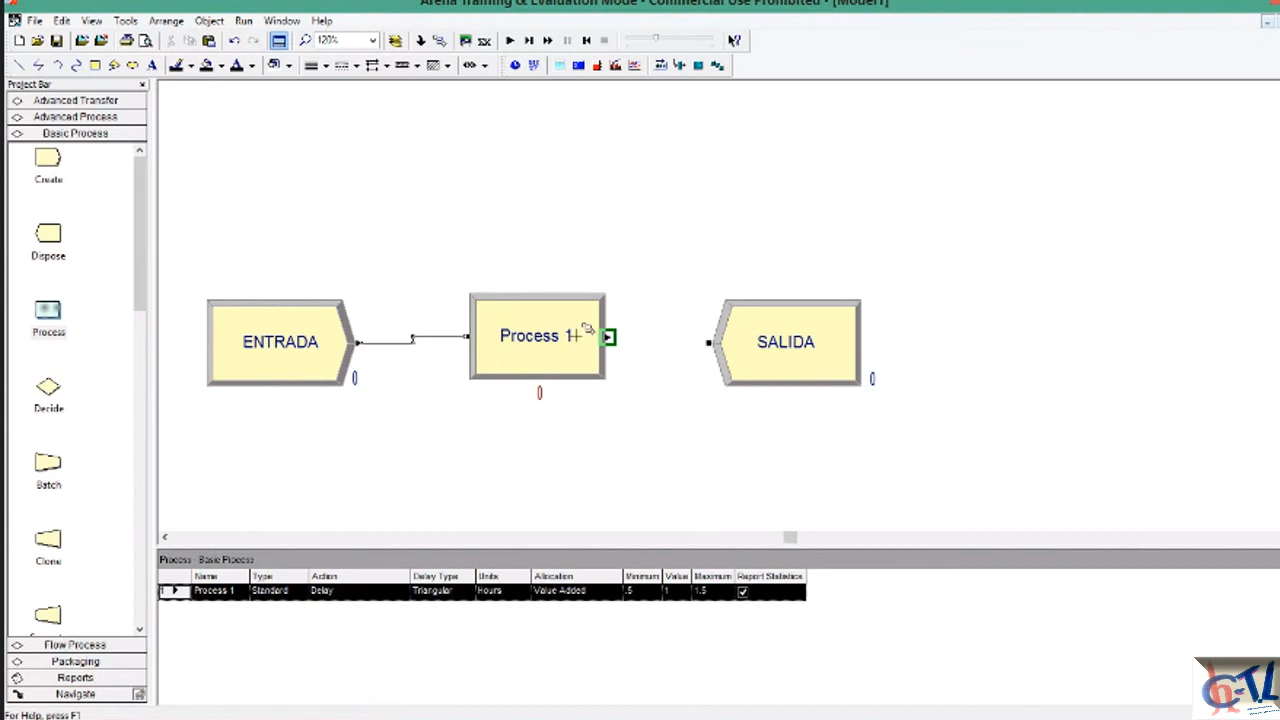 Arena Training & Evaluation Mode - Commercial Use Prohibited - [Model1]
File Edit View Tools Arrange Object Run Window Help
120%
Project Bar
Advanced Transfer
Advanced Process
Basic Process
Create
Dispose
Process
Decide
Batch
Clone
Flow Process
Packaging
Reports
Navigate
ENTRADA
0
Process 1
0
SALIDA
0
Process - Basic Process
Name Type Action Delay Type Units Allocation Minimum Value Maximum Report Statistics
1 Process 1 Standard Delay Triangular Hours Value Added .5 1 1.5
For Help, press F1